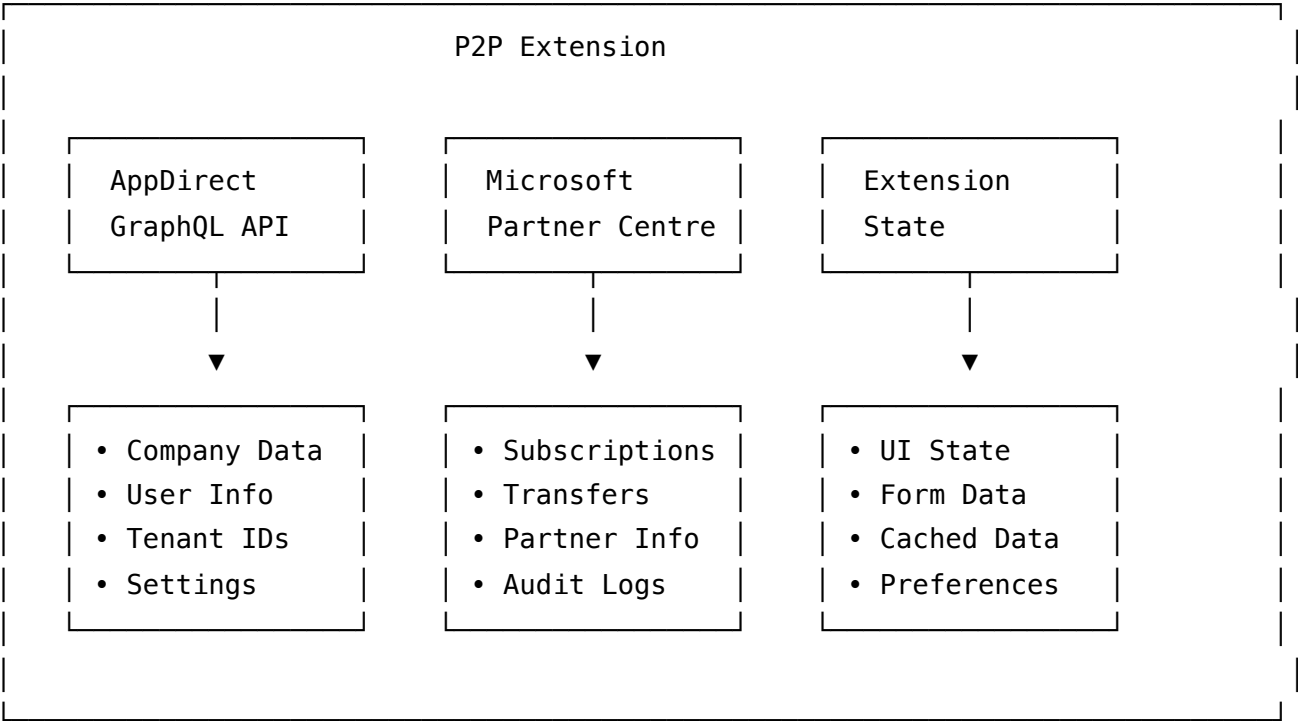 P2P Extension
AppDirect
GraphQL API
Microsoft
Partner Centre
Extension
State
• Company Data
• User Info
• Tenant IDs
• Settings
• Subscriptions
• Transfers
• Partner Info
• Audit Logs
• UI State
• Form Data
• Cached Data
• Preferences